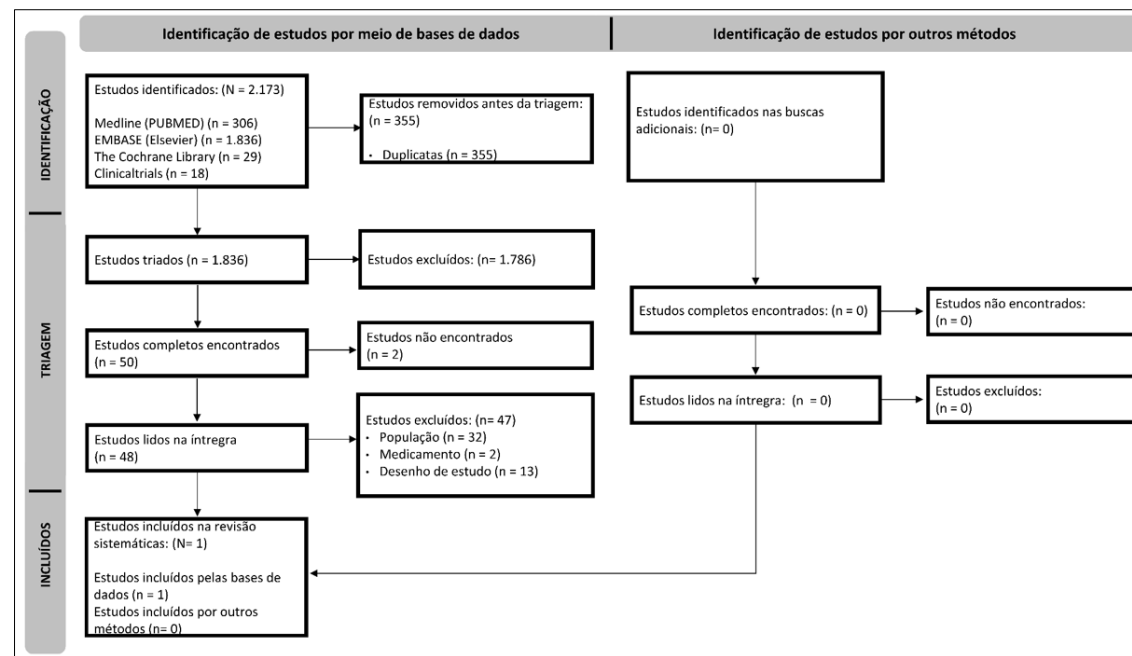 Identificação de estudos por meio de bases de dados
Identificação de estudos por outros métodos
IDENTIFICAÇÃO
Estudos identificados: (N = 2.173)
Medline (PUBMED) (n = 306)
EMBASE (Elsevier) (n = 1.836)
The Cochrane Library (n = 29)
Clinicaltrials (n = 18)
Estudos removidos antes da triagem:
(n = 355)
• Duplicatas (n = 355)
Estudos identificados nas buscas
adicionais: (n= 0)
TRIAGEM
Estudos triados (n = 1.836)
Estudos excluídos: (n= 1.786)
Estudos completos encontrados
(n = 50)
Estudos não encontrados
(n = 2)
Estudos completos encontrados: (n = 0)
Estudos não encontrados:
(n = 0)
Estudos lidos na íntegra
(n = 48)
Estudos excluídos: (n= 47)
• População (n = 32)
• Medicamento (n = 2)
• Desenho de estudo (n = 13)
Estudos lidos na íntregra: (n = 0)
Estudos excluídos:
(n = 0)
INCLUÍDOS
Estudos incluídos na revisão
sistemáticas: (N= 1)
Estudos incluídos pelas bases de
dados (n = 1)
Estudos incluídos por outros
métodos (n= 0)